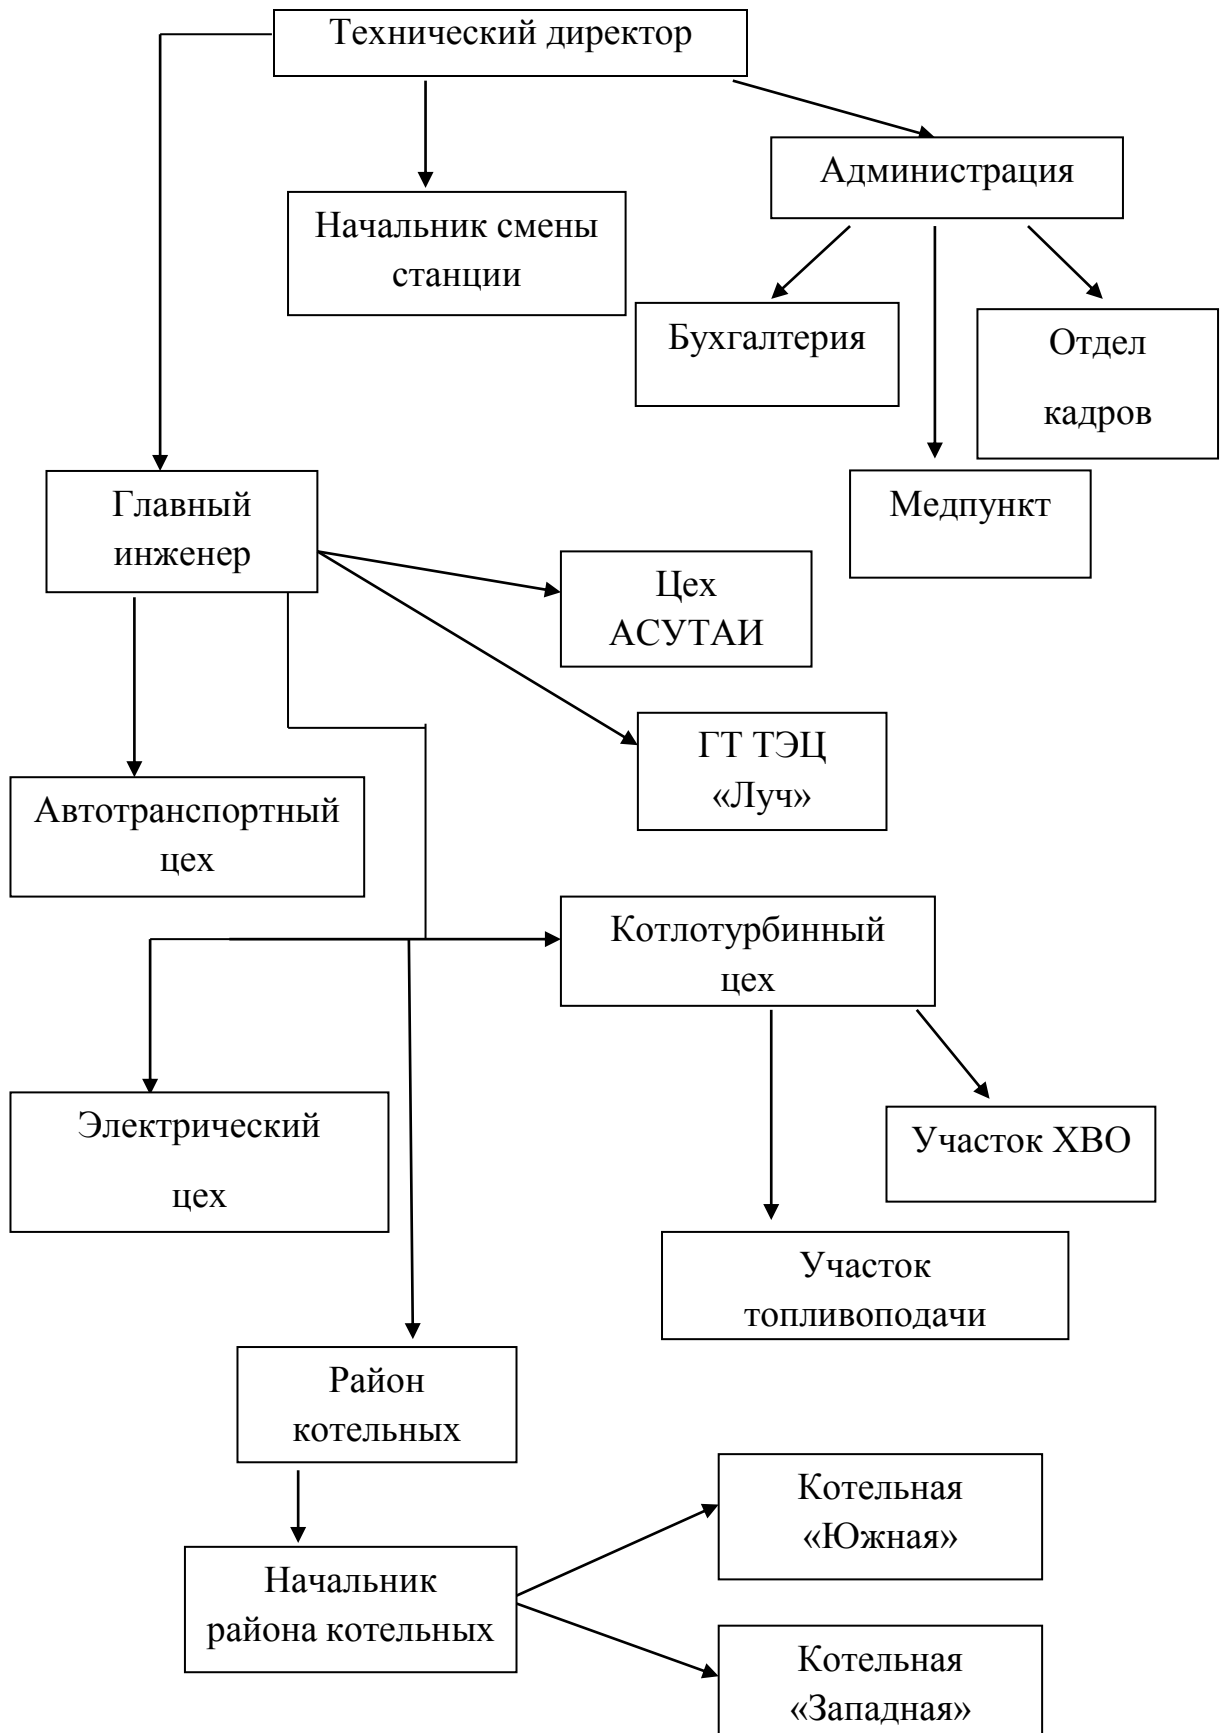 Технический директор
Администрация
Начальник смены
станции
Бухгалтерия
Отдел
кадров
Главный
инженер
Медпункт
Цех
АСУТАИ
ГТ ТЭЦ
«Луч»
Автотранспортный
цех
Котлотурбинный
цех
Электрический
цех
Участок ХВО
Участок
топливоподачи
Район
котельных
Котельная
«Южная»
Начальник
района котельных
Котельная
«Западная»